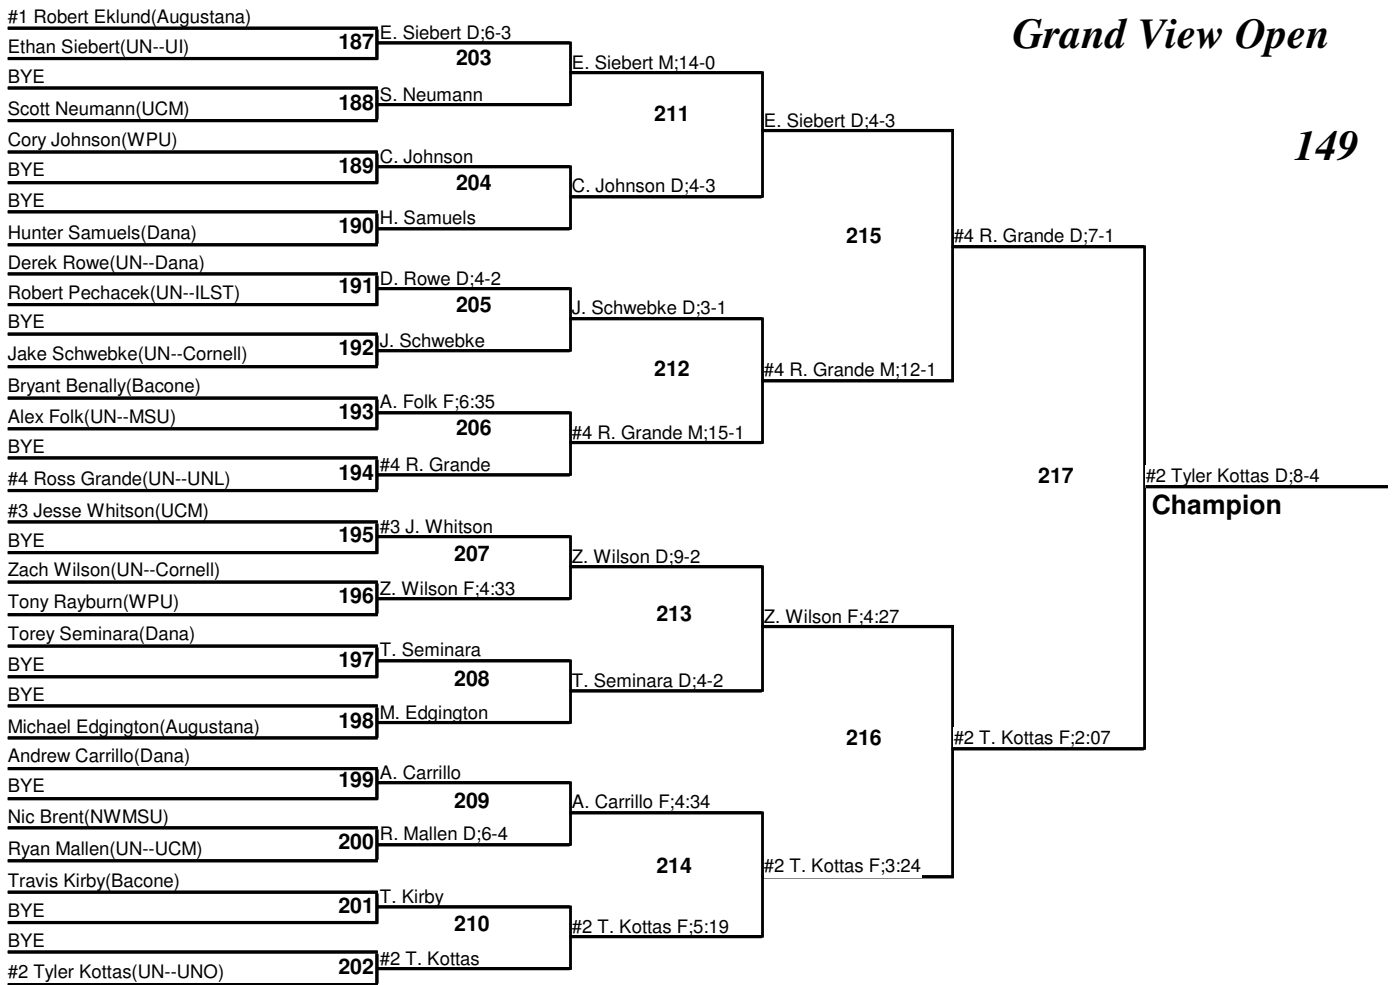 Grand View Open
149
#1 Robert Eklund(Augustana)
Ethan Siebert(UN--UI)
BYE
Scott Neumann(UCM)
Cory Johnson(WPU)
BYE
BYE
Hunter Samuels(Dana)
Derek Rowe(UN--Dana)
Robert Pechacek(UN--ILST)
BYE
Jake Schwebke(UN--Cornell)
Bryant Benally(Bacone)
Alex Folk(UN--MSU)
BYE
#4 Ross Grande(UN--UNL)
#3 Jesse Whitson(UCM)
BYE
Zach Wilson(UN--Cornell)
Tony Rayburn(WPU)
Torey Seminara(Dana)
BYE
BYE
Michael Edgington(Augustana)
Andrew Carrillo(Dana)
BYE
Nic Brent(NWMSU)
Ryan Mallen(UN--UCM)
Travis Kirby(Bacone)
BYE
BYE
#2 Tyler Kottas(UN--UNO)
187
188
189
190
191
192
193
194
195
196
197
198
199
200
201
202
E. Siebert D;6-3
203
S. Neumann
C. Johnson
204
H. Samuels
D. Rowe D;4-2
205
J. Schwebke
A. Folk F;6:35
206
#4 R. Grande
#3 J. Whitson
207
Z. Wilson F;4:33
T. Seminara
208
M. Edgington
A. Carrillo
209
R. Mallen D;6-4
T. Kirby
210
#2 T. Kottas
E. Siebert M;14-0
211
C. Johnson D;4-3
J. Schwebke D;3-1
212
#4 R. Grande M;15-1
Z. Wilson D;9-2
213
T. Seminara D;4-2
A. Carrillo F;4:34
214
#2 T. Kottas F;5:19
E. Siebert D;4-3
215
#4 R. Grande M;12-1
Z. Wilson F;4:27
216
#2 T. Kottas F;3:24
#4 R. Grande D;7-1
217
#2 T. Kottas F;2:07
#2 Tyler Kottas D;8-4
Champion